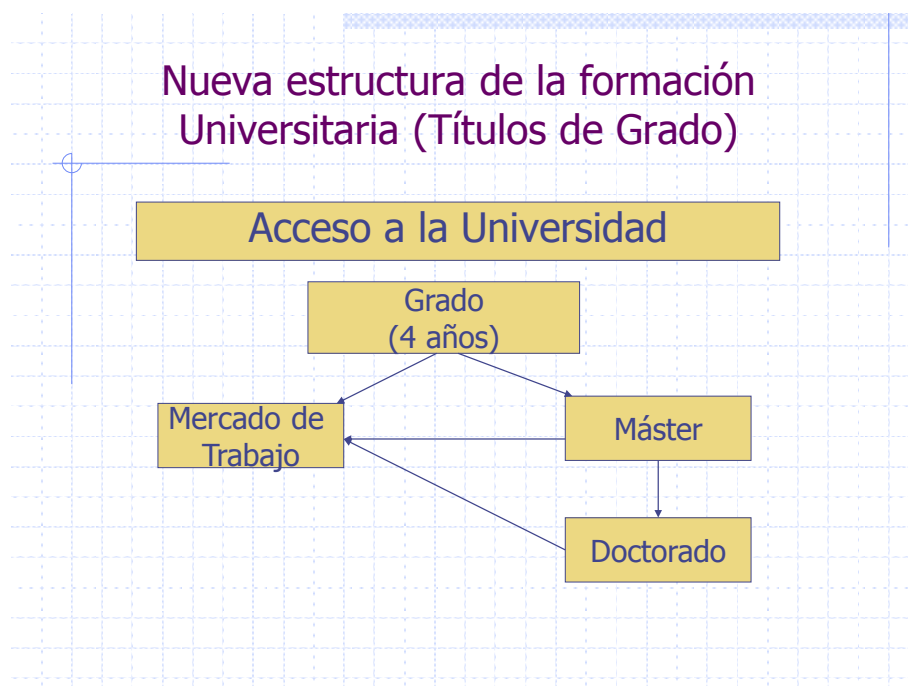 Nueva estructura de la formación
Universitaria (Títulos de Grado)
Acceso a la Universidad
Grado
(4 años)
Mercado de
Trabajo
Máster
Doctorado